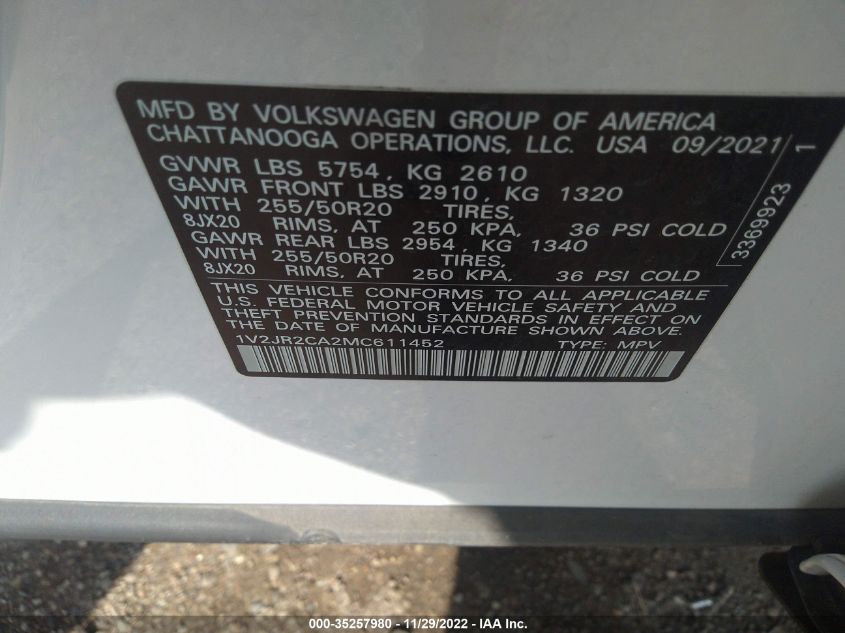 MFD BY VOLKSWAGEN GROUP OF AMERICA
CHATTANOOGA OPERATIONS, LLC. USA 09/2021
GVWR LBS 5754, KG 2610
GAWR FRONT LBS 2910, KG 1320
WITH 255/50R20 TIRES,
8JX20 RIMS, AT 250 KPA, 36 PSI COLD
GAWR REAR LBS 2954, KG 1340
WITH 255/50R20 TIRES,
8JX20 RIMS, AT 250 KPA, 36 PSI COLD
THIS VEHICLE CONFORMS TO ALL APPLICABLE
U.S. FEDERAL MOTOR VEHICLE SAFETY AND
THEFT PREVENTION STANDARDS IN EFFECT ON
THE DATE OF MANUFACTURE SHOWN ABOVE.
1V2JR2CA2MC611452 TYPE: MPV
3369923 1
000-35257980 - 11/29/2022 - IAA Inc.